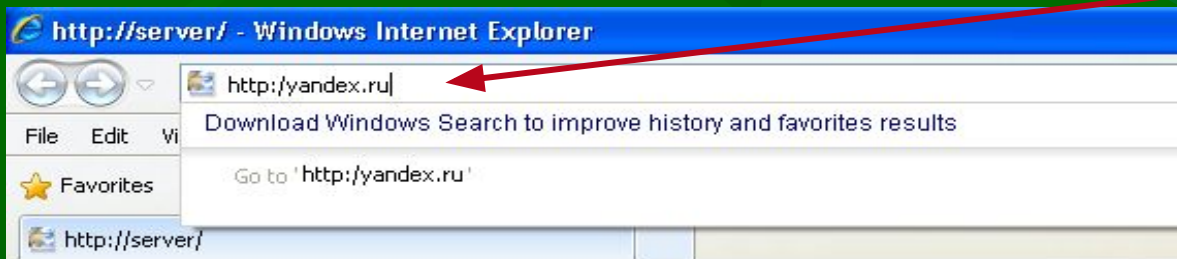 http://server/ - Windows Internet Explorer
http:/yandex.ru
Download Windows Search to improve history and favorites results
File Edit Vi
Go to 'http:/yandex.ru'
Favorites
http://server/